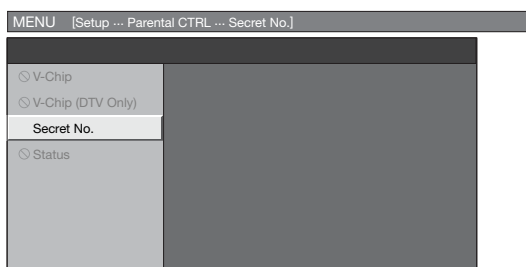 MENU [Setup ··· Parental CTRL ··· Secret No.]
V-Chip
V-Chip (DTV Only)
Secret No.
Status